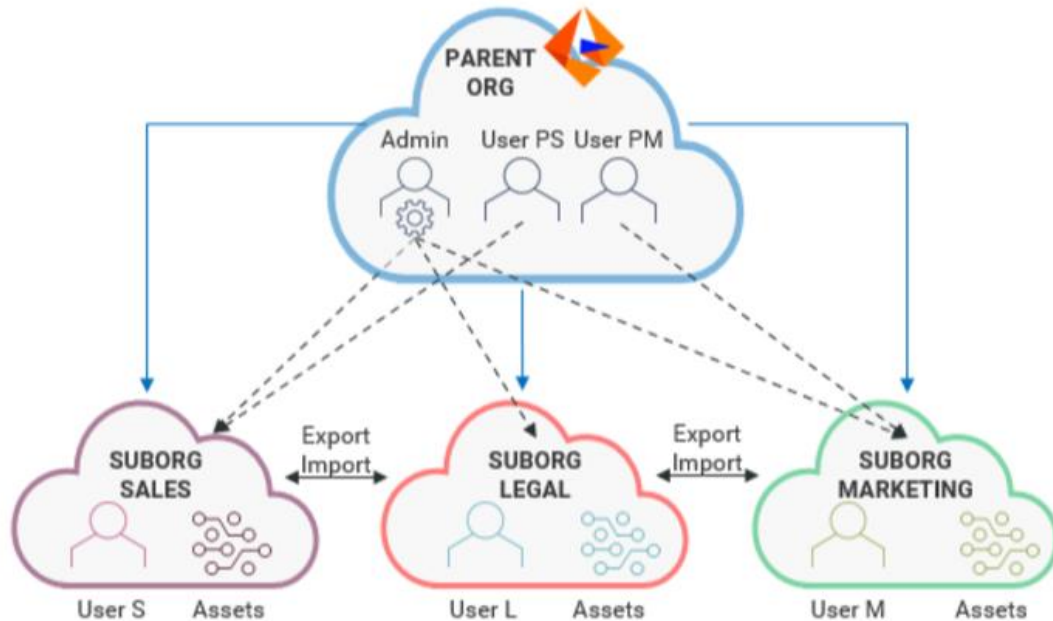 PARENT
ORG
Admin User PS User PM
Export
Import
Export
Import
SUBORG
SALES
SUBORG
LEGAL
SUBORG
MARKETING
User S Assets
User L Assets
User M Assets